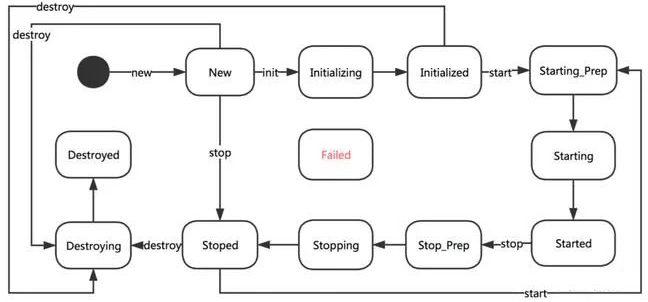 destroy
destroy
new
New
init
Initializing
Initialized
start
Starting_Prep
Destroyed
stop
Failed
Starting
Destroying
destroy
Stoped
Stopping
Stop_Prep
stop
Started
start